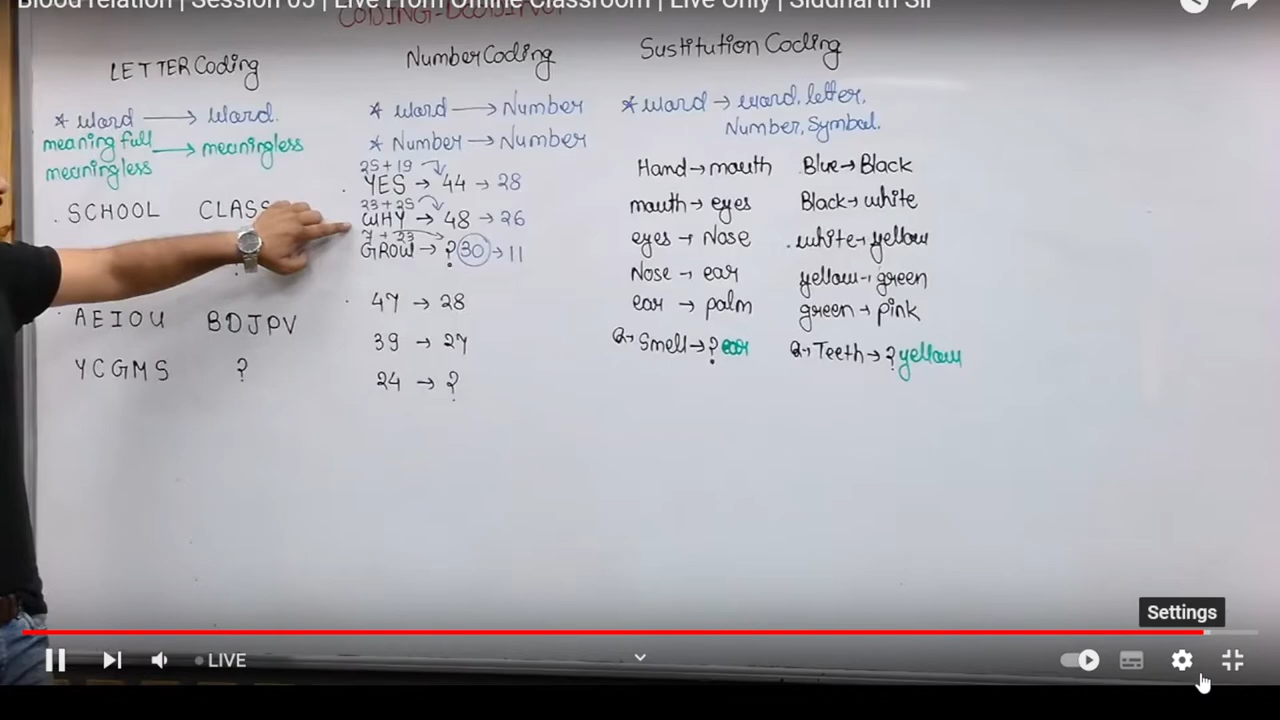 Blood relation | Session 05 | Live From Offline Classroom | Live Only | Siddharth Sir
LETTER Coding
* Word → Word.
meaning full
meaningless → meaningless
. SCHOOL CLASS
. AEIOU BDJPV
YCGMS ?
Number Coding
* Word → Number
* Number → Number
25+19
. YES → 44 → 28
23+25
WHY → 48 → 26
7+23
GROW → ? 30 → 11
. 47 → 28
39 → 27
24 → ?
Sustitution Coding
* Word → word, letter,
Number, Symbol.
Hand → mouth
mouth → eyes
eyes → Nose
Nose → ear
ear → palm
Q→ Smell → ? ear
Blue → Black
Black → white
. white → yellow
yellow → green
green → pink
Q→ Teeth → ? yellow
Settings
LIVE